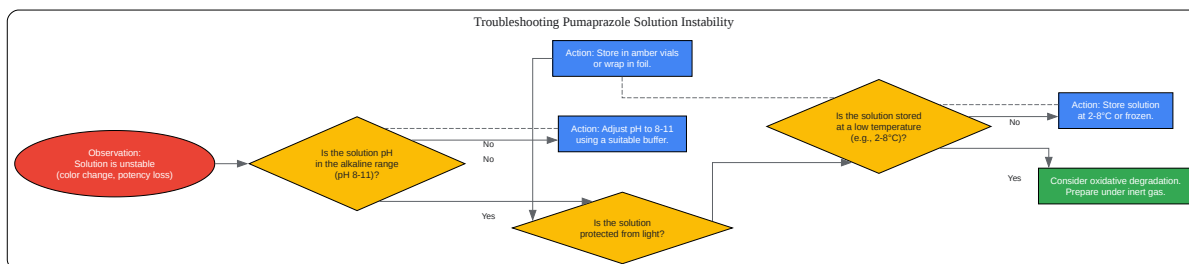 Troubleshooting Pumaprazole Solution Instability
Observation:
Solution is unstable
(color change, potency loss)
Is the solution pH
in the alkaline range
(pH 8-11)?
No
No
Yes
Action: Store in amber vials
or wrap in foil.
Action: Adjust pH to 8-11
using a suitable buffer.
Is the solution
protected from light?
Is the solution stored
at a low temperature
(e.g., 2-8°C)?
No
Yes
Action: Store solution
at 2-8°C or frozen.
Consider oxidative degradation.
Prepare under inert gas.